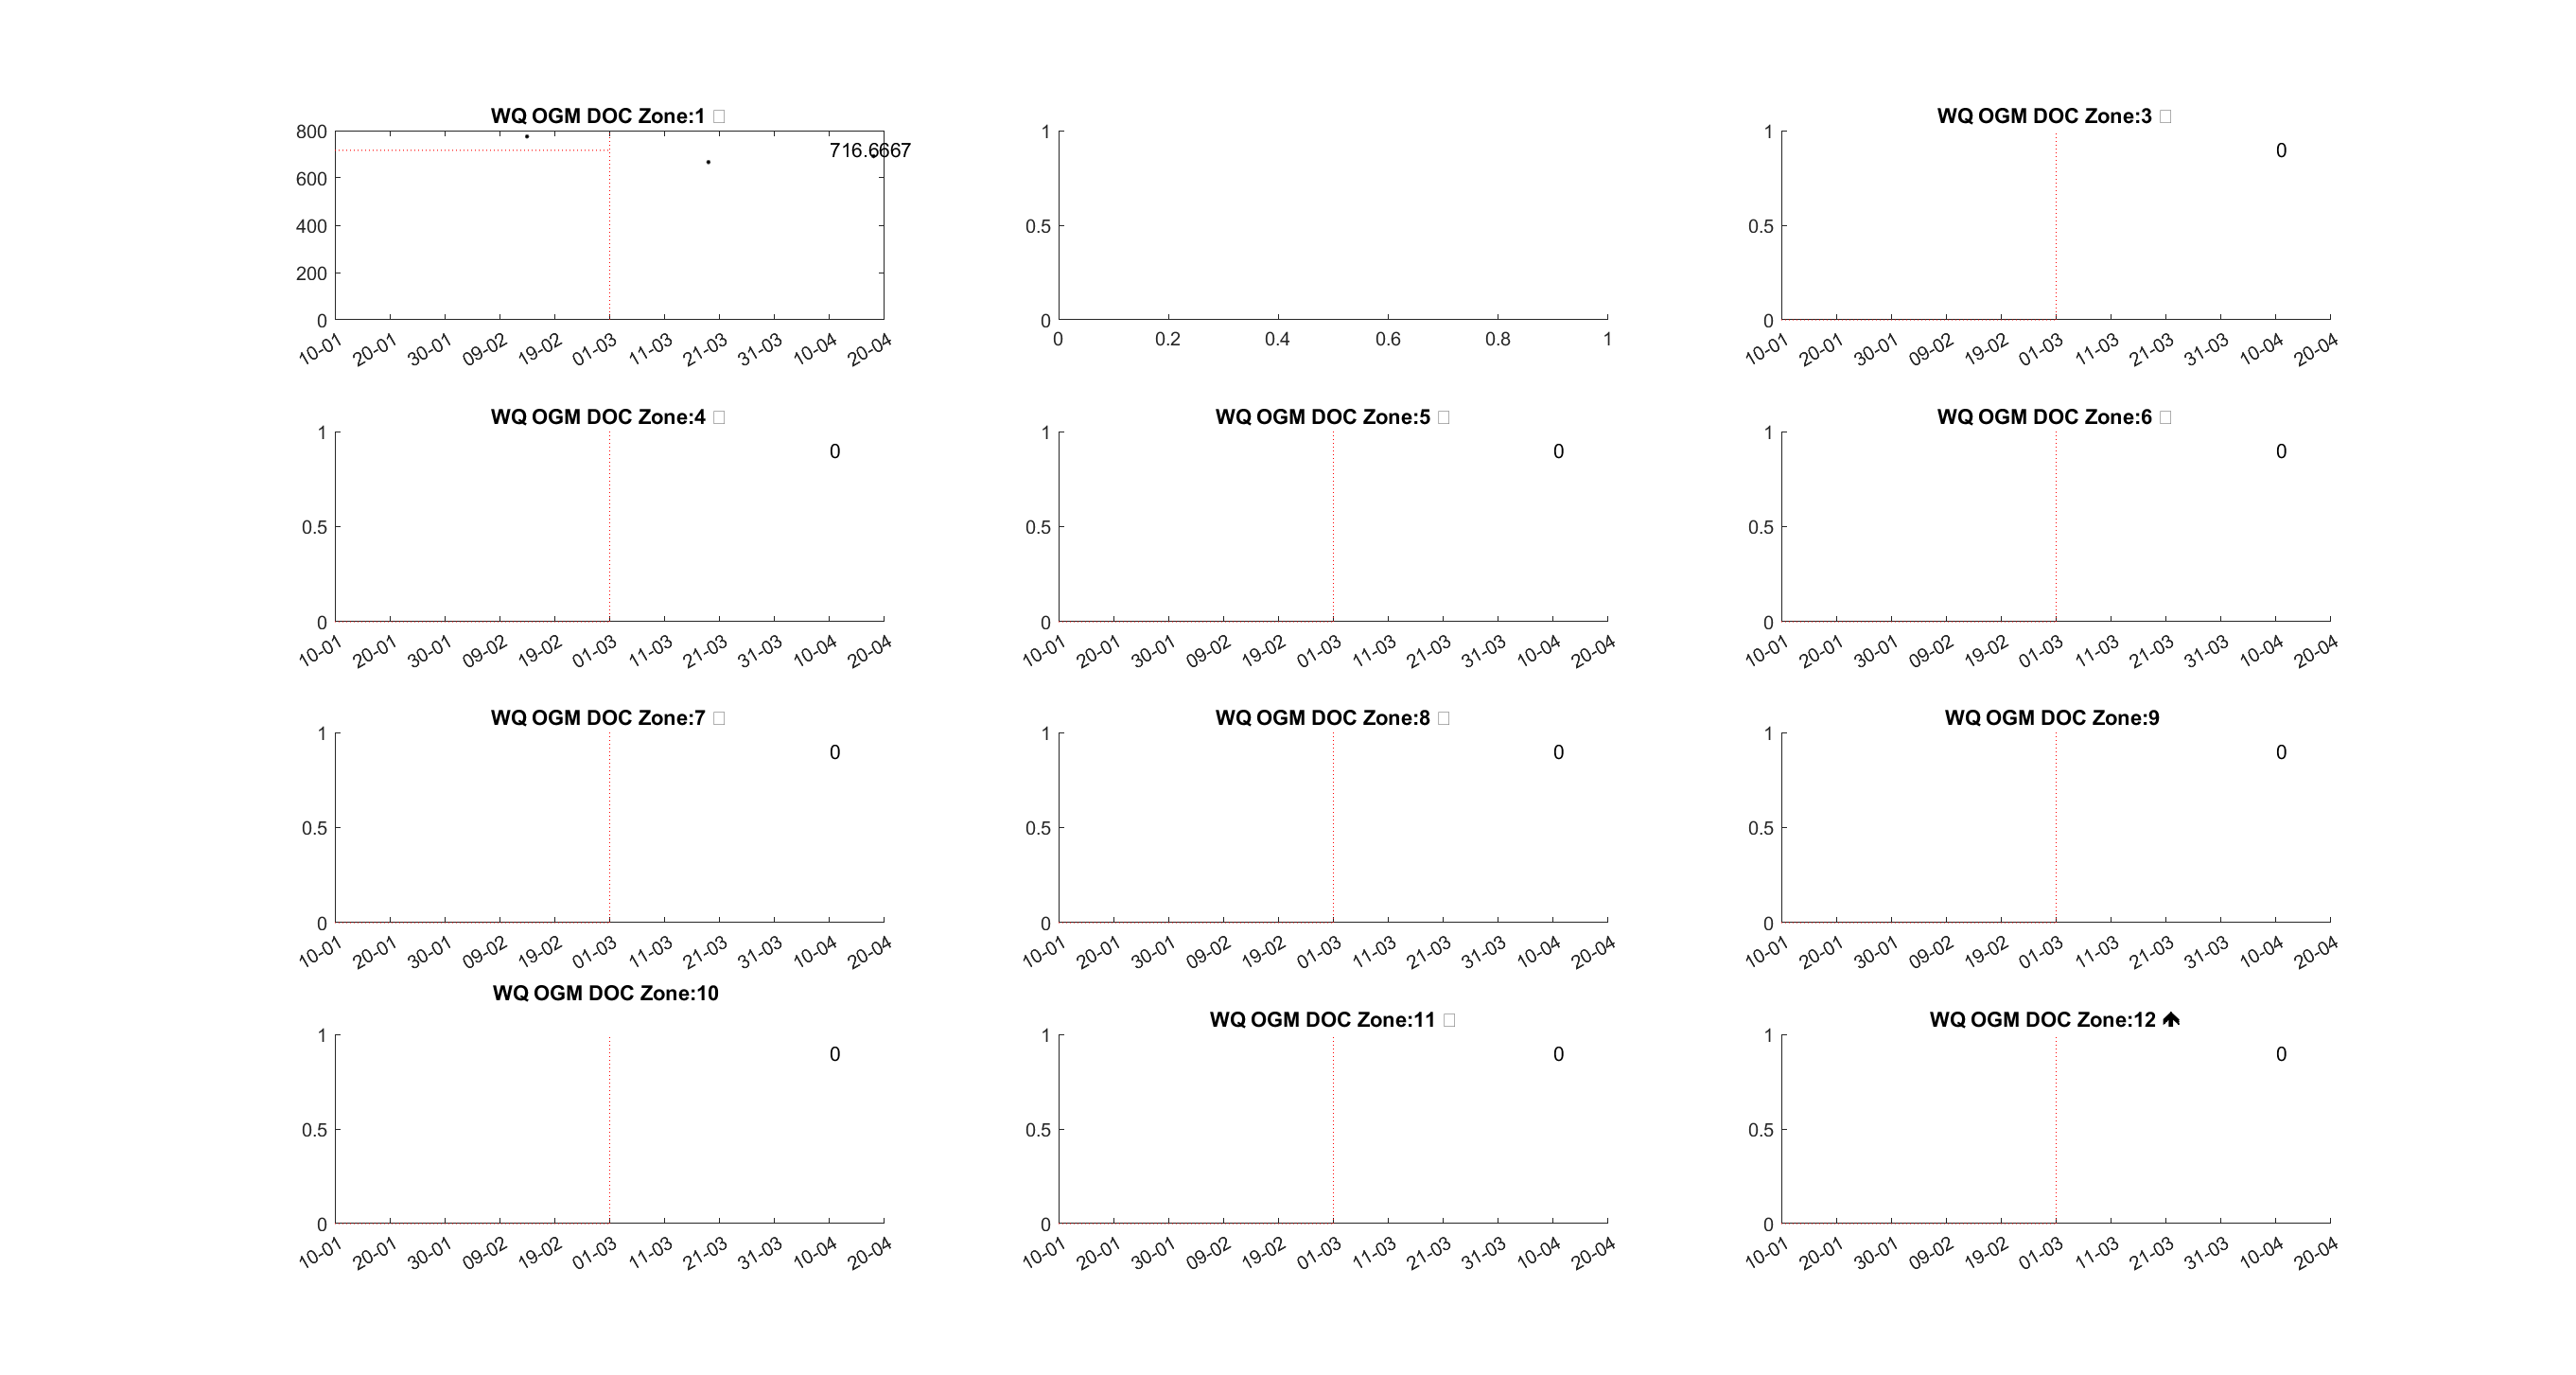 WQ OGM DOC Zone:1 □
800
600
400
200
0
716.6667
10-01 20-01 30-01 09-02 19-02 01-03 11-03 21-03 31-03 10-04 20-04
1
0.5
0
0 0.2 0.4 0.6 0.8 1
WQ OGM DOC Zone:3 □
1
0.5
0
0
10-01 20-01 30-01 09-02 19-02 01-03 11-03 21-03 31-03 10-04 20-04
WQ OGM DOC Zone:4 □
1
0.5
0
0
10-01 20-01 30-01 09-02 19-02 01-03 11-03 21-03 31-03 10-04 20-04
WQ OGM DOC Zone:5 □
1
0.5
0
0
10-01 20-01 30-01 09-02 19-02 01-03 11-03 21-03 31-03 10-04 20-04
WQ OGM DOC Zone:6 □
1
0.5
0
0
10-01 20-01 30-01 09-02 19-02 01-03 11-03 21-03 31-03 10-04 20-04
WQ OGM DOC Zone:7 □
1
0.5
0
0
10-01 20-01 30-01 09-02 19-02 01-03 11-03 21-03 31-03 10-04 20-04
WQ OGM DOC Zone:8 □
1
0.5
0
0
10-01 20-01 30-01 09-02 19-02 01-03 11-03 21-03 31-03 10-04 20-04
WQ OGM DOC Zone:9
1
0.5
0
0
10-01 20-01 30-01 09-02 19-02 01-03 11-03 21-03 31-03 10-04 20-04
WQ OGM DOC Zone:10
1
0.5
0
0
10-01 20-01 30-01 09-02 19-02 01-03 11-03 21-03 31-03 10-04 20-04
WQ OGM DOC Zone:11 □
1
0.5
0
0
10-01 20-01 30-01 09-02 19-02 01-03 11-03 21-03 31-03 10-04 20-04
WQ OGM DOC Zone:12 🛧
1
0.5
0
0
10-01 20-01 30-01 09-02 19-02 01-03 11-03 21-03 31-03 10-04 20-04